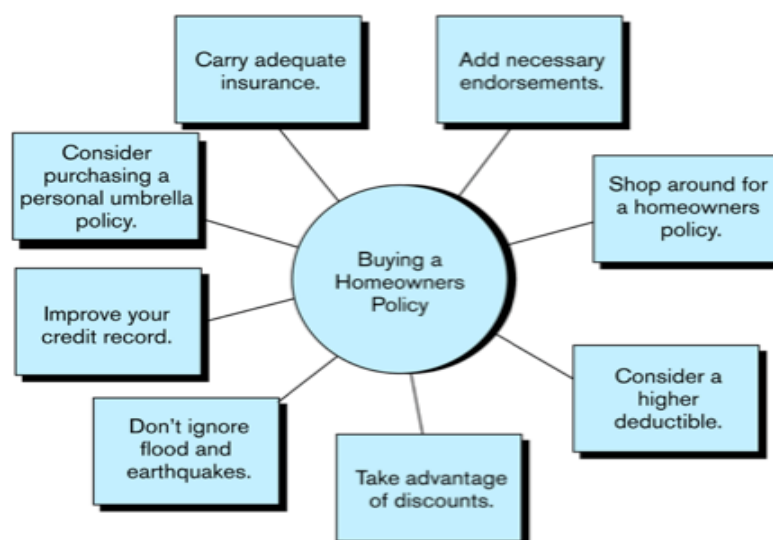 Carry adequate
insurance.
Add necessary
endorsements.
Consider
purchasing a
personal umbrella
policy.
Shop around for
a homeowners
policy.
Buying a
Homeowners
Policy
Improve your
credit record.
Consider a
higher
deductible.
Don't ignore
flood and
earthquakes.
Take advantage
of discounts.